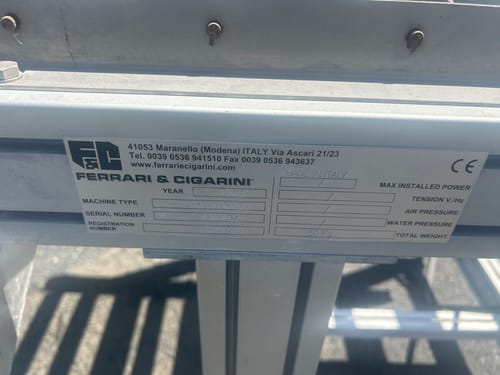 F&C
41053 Maranello (Modena) ITALY Via Ascari 21/23
Tel. 0039 0536 941510 Fax 0039 0536 943637
www.ferrariecigarini.com
CE
FERRARI & CIGARINI
MADE IN ITALY
YEAR
MAX INSTALLED POWER
MACHINE TYPE
TENSION V./Hz
SERIAL NUMBER
AIR PRESSURE
REGISTRATION NUMBER
WATER PRESSURE
TOTAL WEIGHT